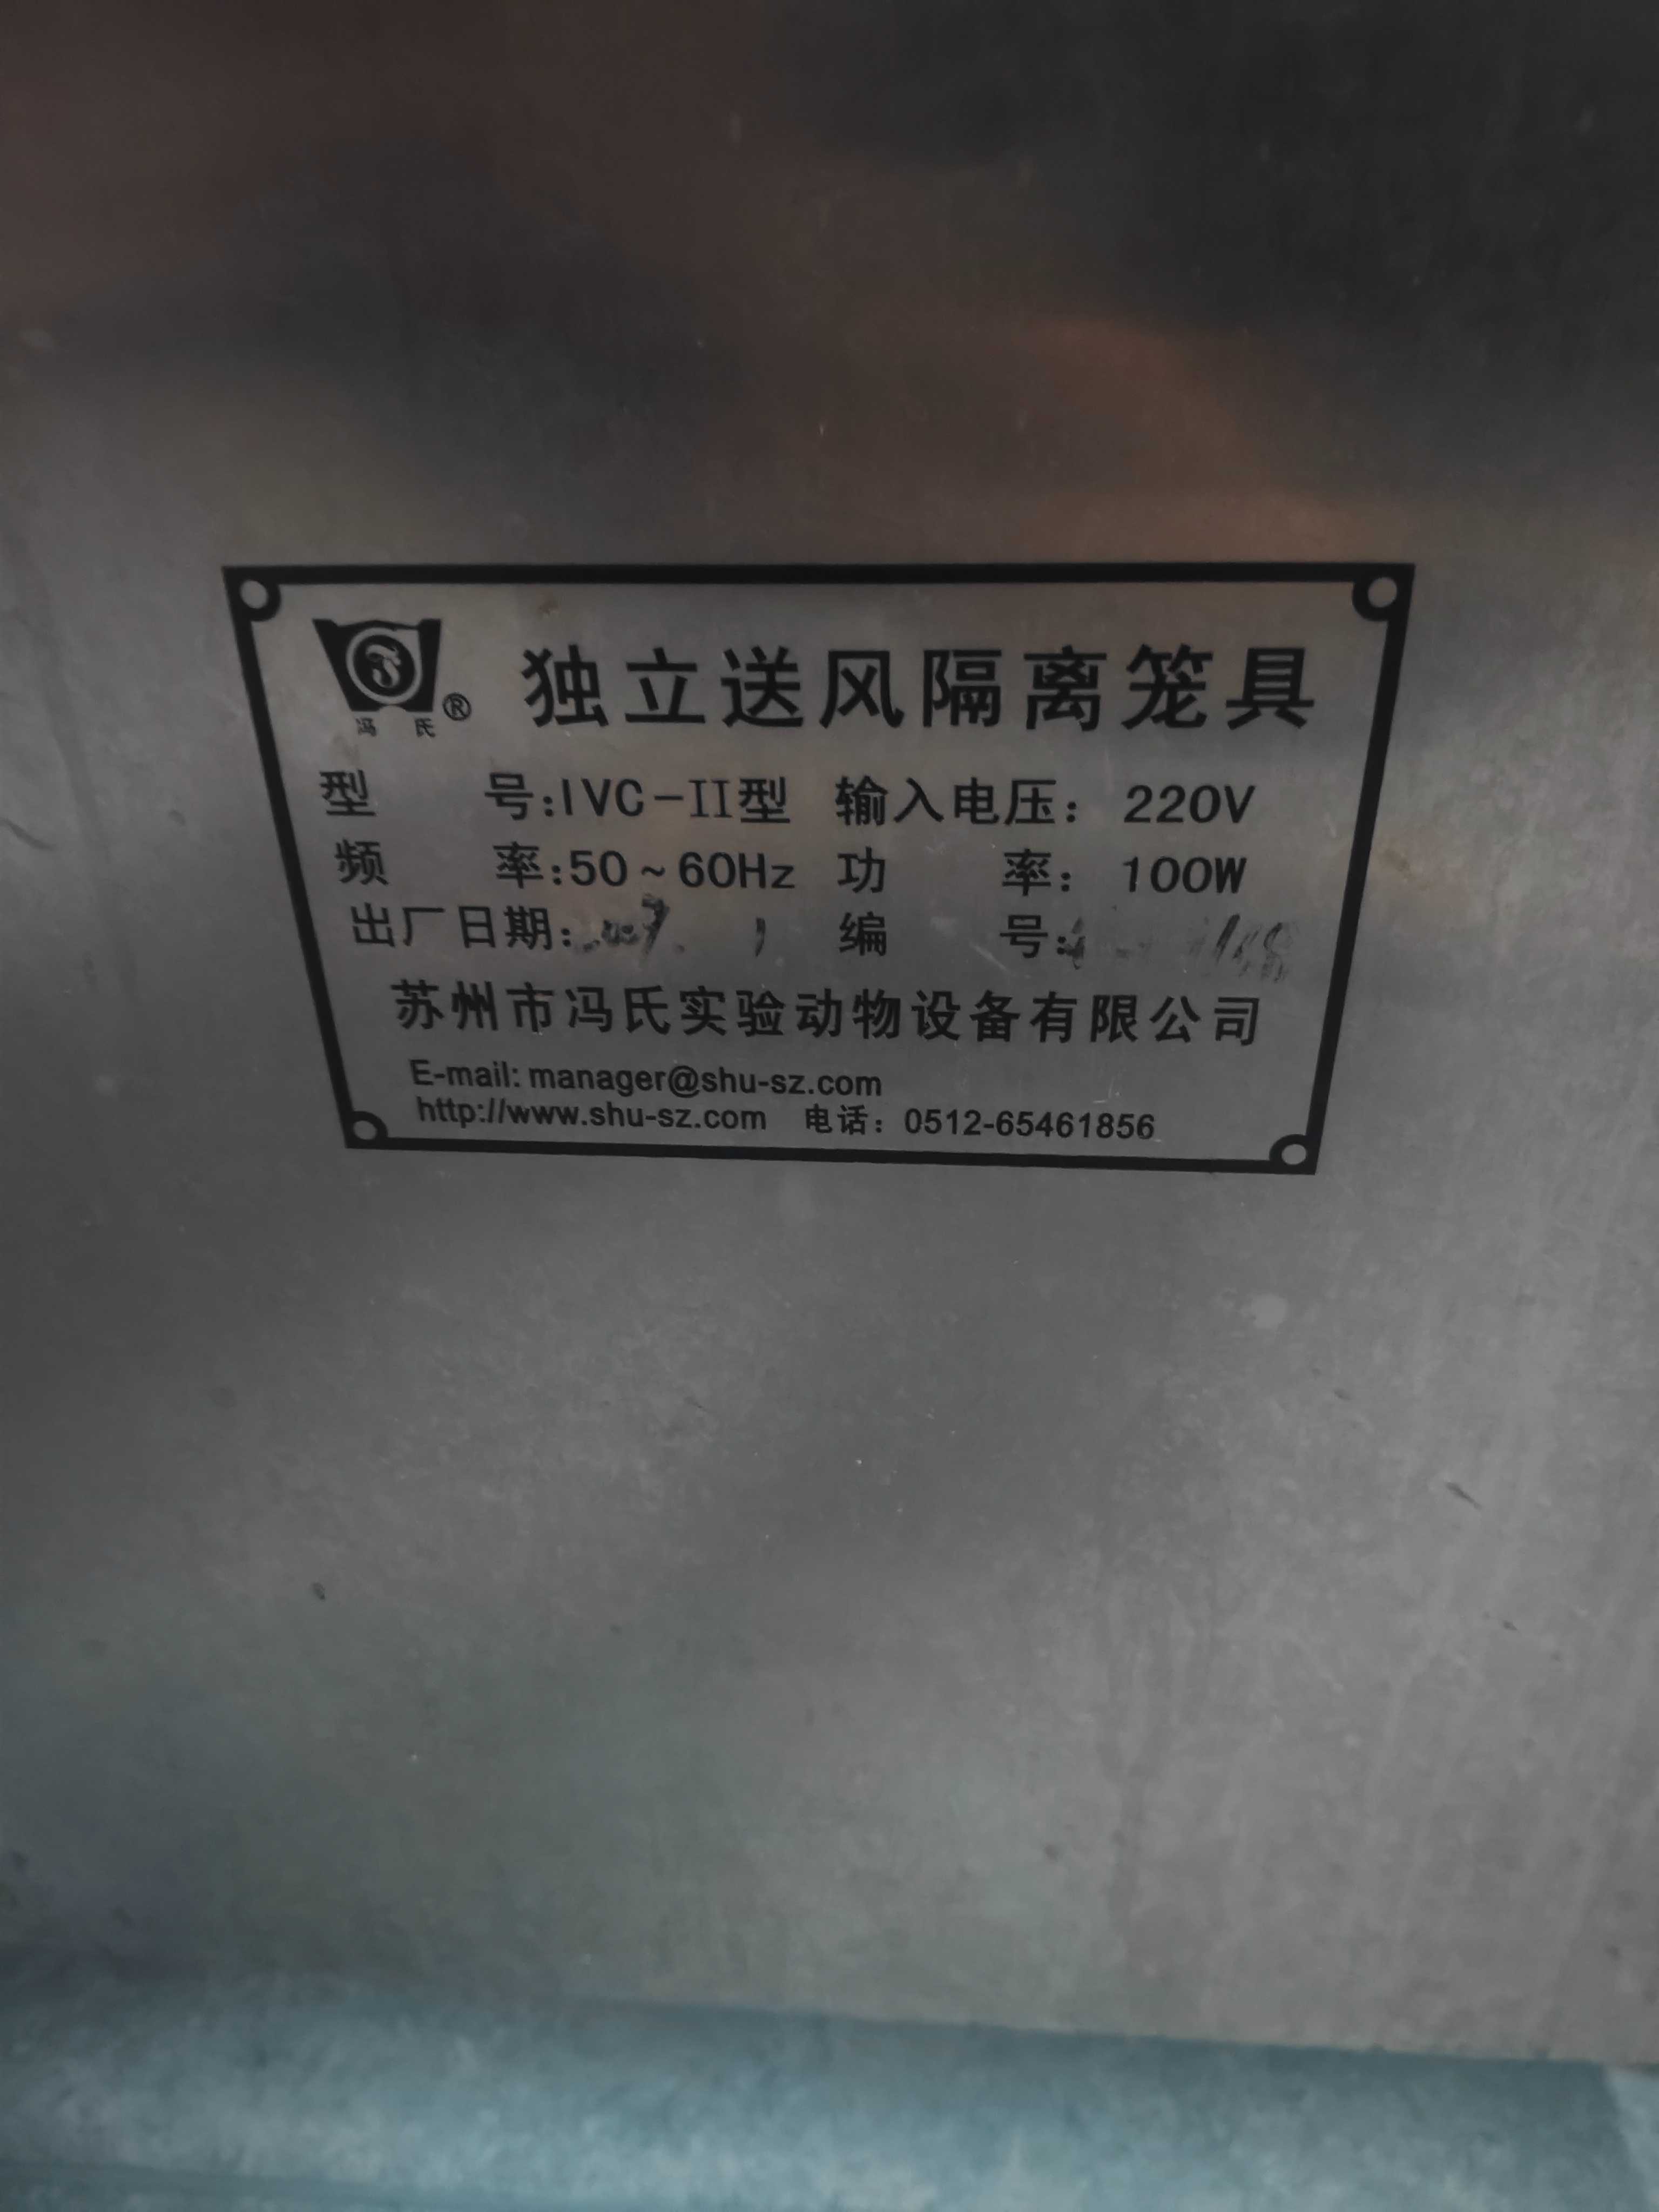 冯氏®
独立送风隔离笼具
型 号:IVC-II型 输入电压: 220V
频 率:50~60Hz 功 率: 100W
出厂日期: 编 号:
苏州市冯氏实验动物设备有限公司
E-mail: manager@shu-sz.com
http://www.shu-sz.com 电话: 0512-65461856